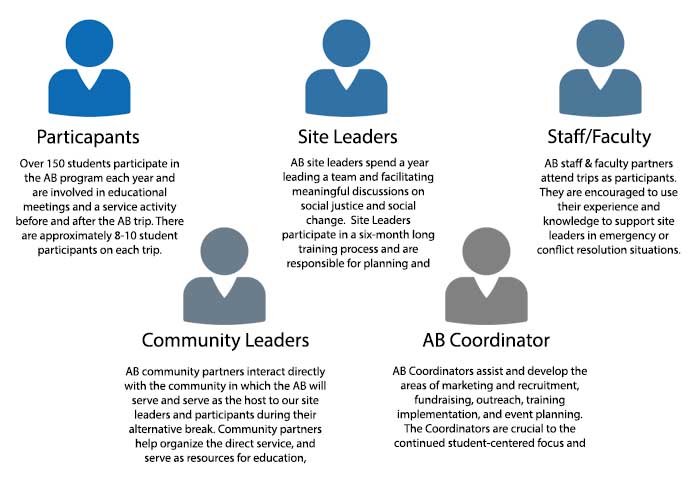 Particapants
Over 150 students participate in
the AB program each year and
are involved in educational
meetings and a service activity
before and after the AB trip. There
are approximately 8-10 student
participants on each trip.
Site Leaders
AB site leaders spend a year
leading a team and facilitating
meaningful discussions on
social justice and social
change. Site Leaders
participate in a six-month long
training process and are
responsible for planning and
Staff/Faculty
AB staff & faculty partners
attend trips as participants.
They are encouraged to use
their experience and
knowledge to support site
leaders in emergency or
conflict resolution situations.
Community Leaders
AB community partners interact directly
with the community in which the AB will
serve and serve as the host to our site
leaders and participants during their
alternative break. Community partners
help organize the direct service, and
serve as resources for education,
AB Coordinator
AB Coordinators assist and develop the
areas of marketing and recruitment,
fundraising, outreach, training
implementation, and event planning.
The Coordinators are crucial to the
continued student-centered focus and